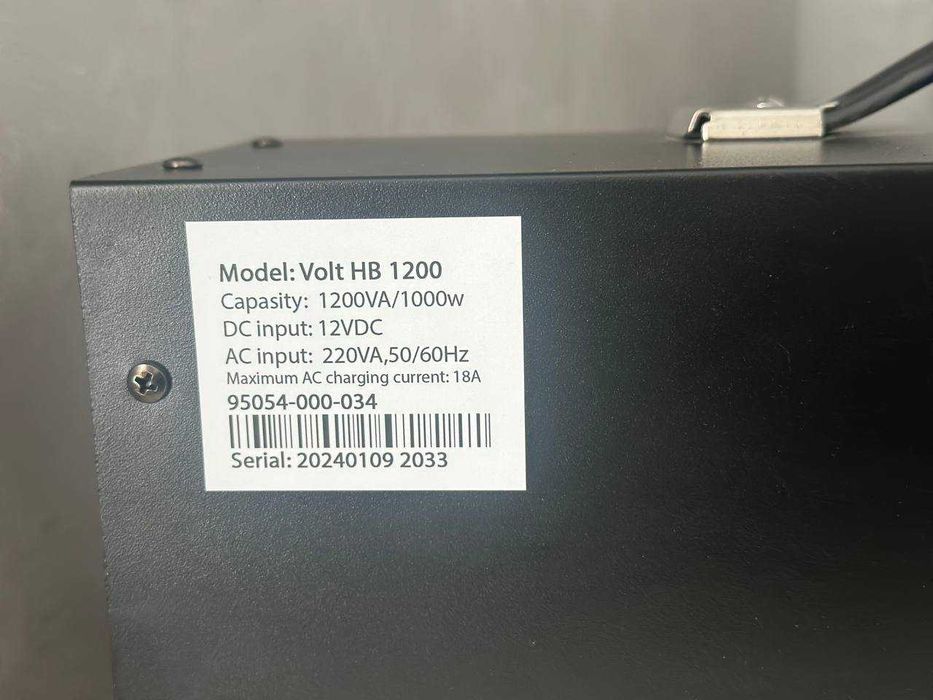 Model: Volt HB 1200
Capasity: 1200VA/1000w
DC input: 12VDC
AC input: 220VA,50/60Hz
Maximum AC charging current: 18A
95054-000-034
Serial: 20240109 2033